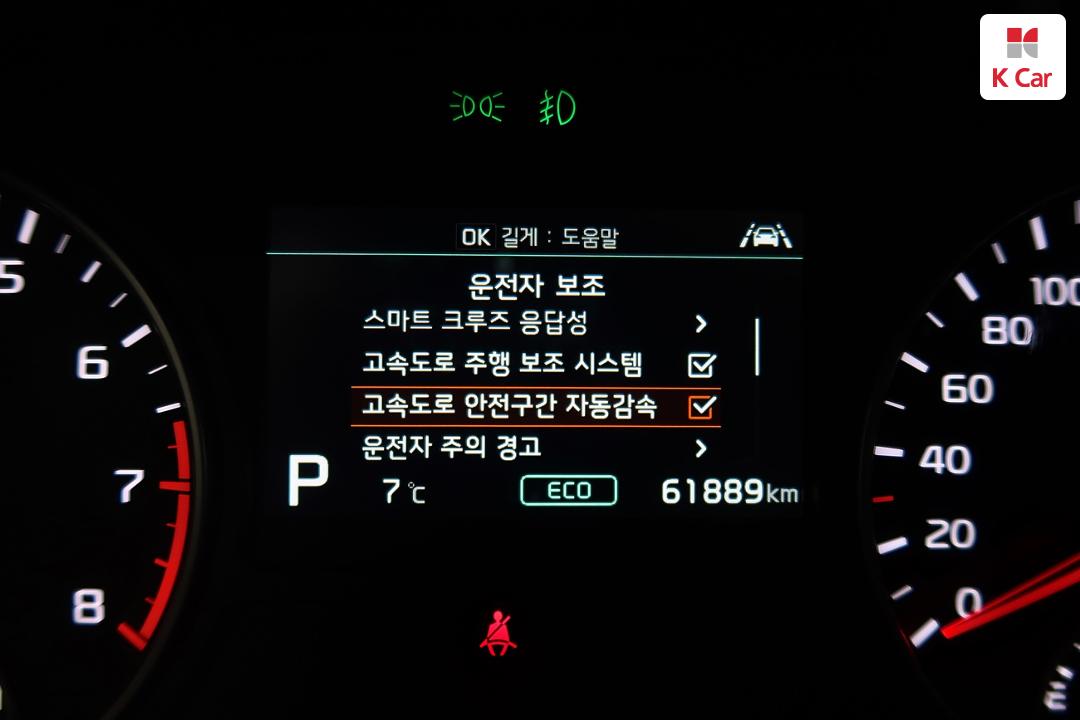 K Car
OK 길게 : 도움말
운전자 보조
스마트 크루즈 응답성
고속도로 주행 보조 시스템
고속도로 안전구간 자동감속
운전자 주의 경고
P 7℃ ECO 61889km
5
6
7
8
100
80
60
40
20
0